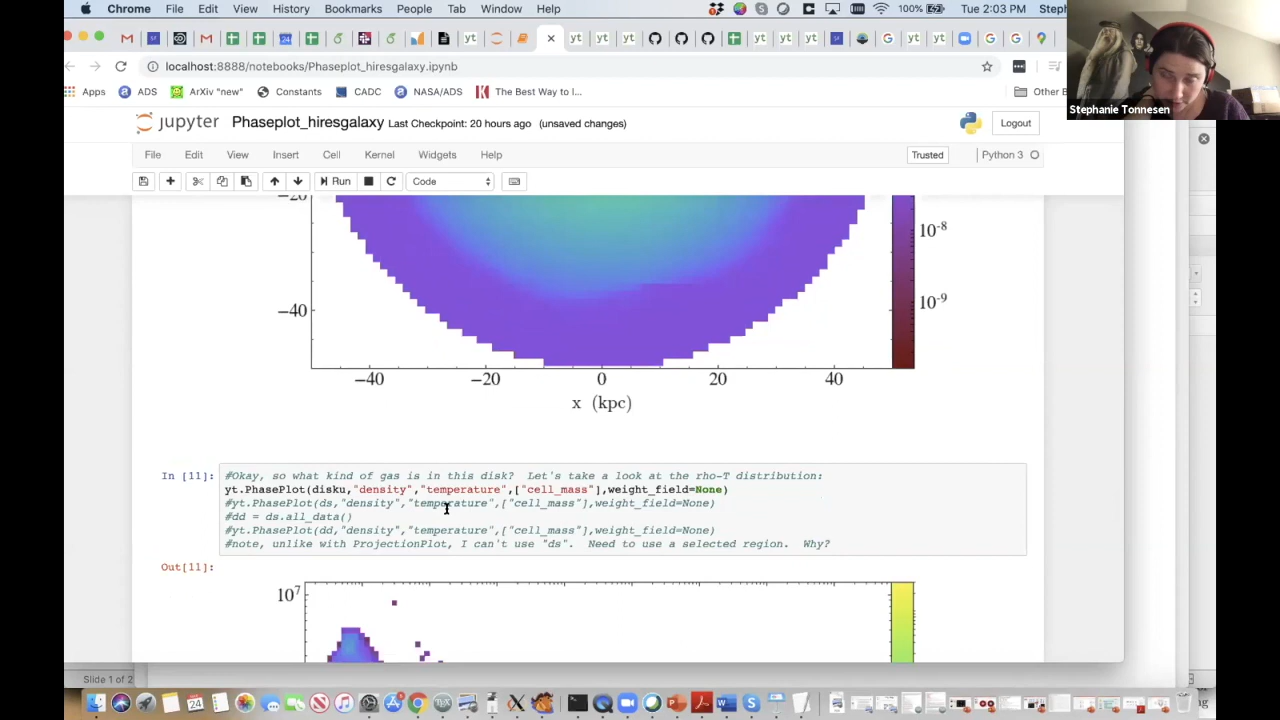 Chrome File Edit View History Bookmarks People Tab Window Help 100% Tue 2:03 PM Steph
localhost:8888/notebooks/Phaseplot_hiresgalaxy.ipynb
Apps ADS ArXiv "new" Constants CADC NASA/ADS The Best Way to I... Other B
Stephanie Tonnesen
jupyter Phaseplot_hiresgalaxy Last Checkpoint: 20 hours ago (unsaved changes) Logout
File Edit View Insert Cell Kernel Widgets Help Trusted Python 3
Run Code
−20
10⁻⁸
−40
10⁻⁹
−40 −20 0 20 40
x (kpc)
In [11]: #Okay, so what kind of gas is in this disk? Let's take a look at the rho-T distribution:
yt.PhasePlot(disku,"density","temperature",["cell_mass"],weight_field=None)
#yt.PhasePlot(ds,"density","temperature",["cell_mass"],weight_field=None)
#dd = ds.all_data()
#yt.PhasePlot(dd,"density","temperature",["cell_mass"],weight_field=None)
#note, unlike with ProjectionPlot, I can't use "ds". Need to use a selected region. Why?
Out[11]:
10⁷
Slide 1 of 2